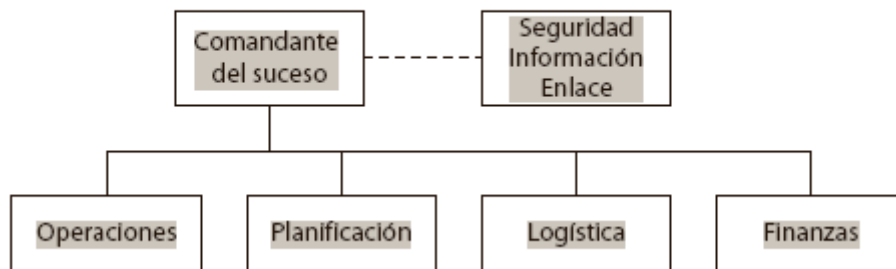 Comandante
del suceso
Seguridad
Información
Enlace
Operaciones
Planificación
Logística
Finanzas